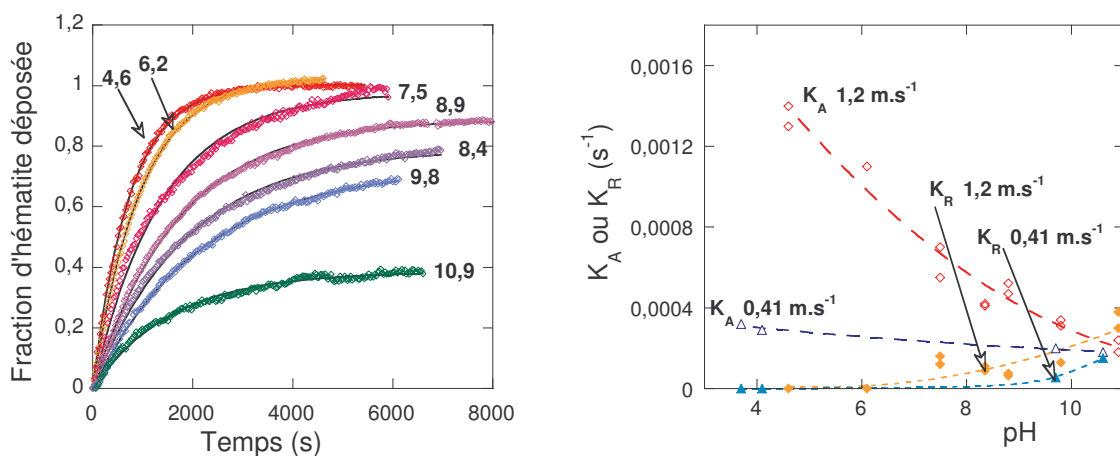 1,2
1
0,8
0,6
0,4
0,2
0
Fraction d'hématite déposée
4,6
6,2
7,5
8,9
8,4
9,8
10,9
0 2000 4000 6000 8000
Temps (s)
0,0016
0,0012
0,0008
0,0004
0
K_A ou K_R (s⁻¹)
K_A 1,2 m.s⁻¹
K_R 1,2 m.s⁻¹
K_R 0,41 m.s⁻¹
K_A 0,41 m.s⁻¹
4 6 8 10
pH